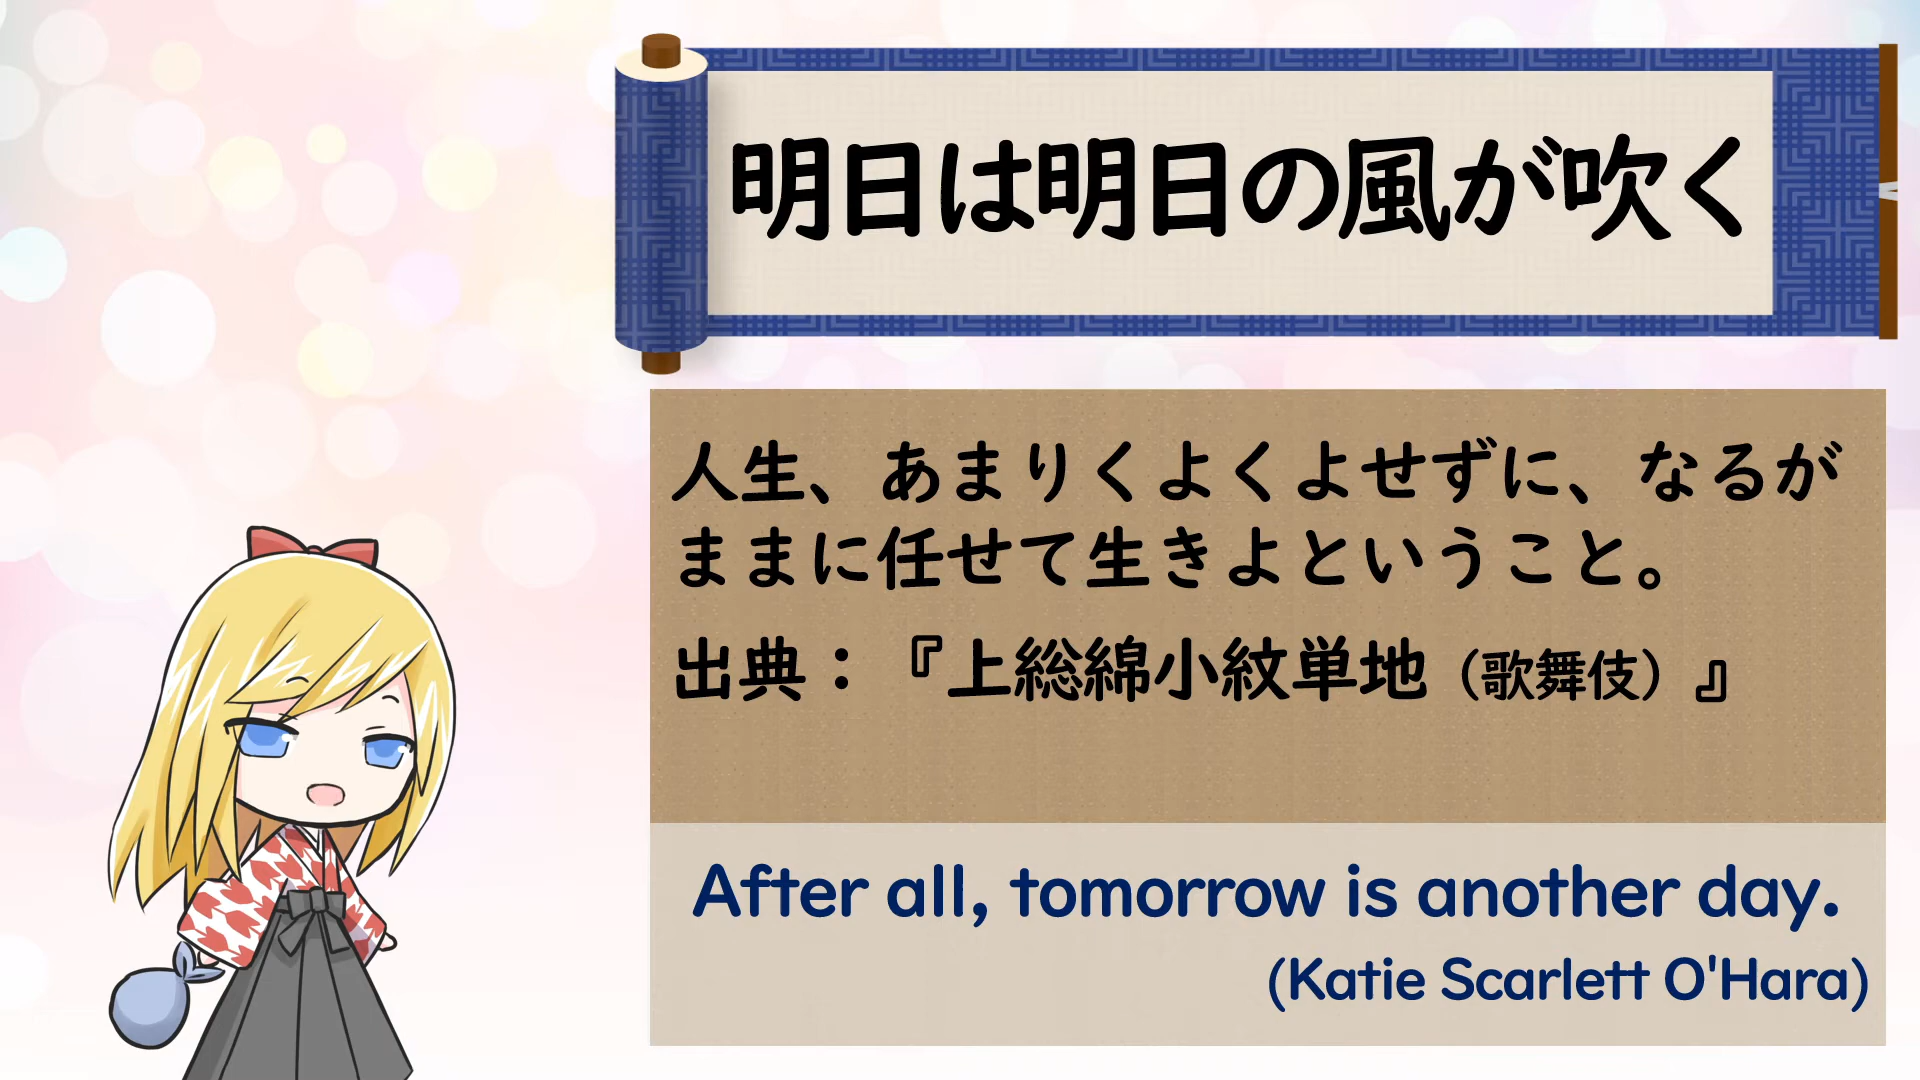 明日は明日の風が吹く
人生、あまりくよくよせずに、なるが
ままに任せて生きよということ。
出典：『上総綿小紋単地（歌舞伎）』
After all, tomorrow is another day.
(Katie Scarlett O'Hara)